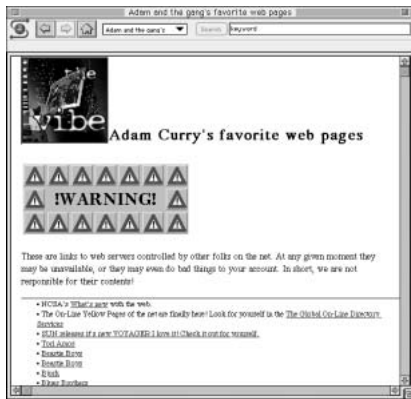 Adam and the gang's favorite web pages
Adam and the gang's
Search
keyword
the
vibe
Adam Curry's favorite web pages
!WARNING!
These are links to web servers controlled by other folks on the net. At any given moment they
may be unavailable, or they may even do bad things to your account. In short, we are not
responsible for their contents!
• NCSA's What's new with the web.
• The On-Line Yellow Pages of the net are finally here! Look for yourself in the The Global On-Line Directory
Services
• SUN releases it's new VOYAGER I love it! Check it out for yourself.
• Tori Amos
• Beastie Boys
• Beastie Boys
• Bjork
• Blues Brothers